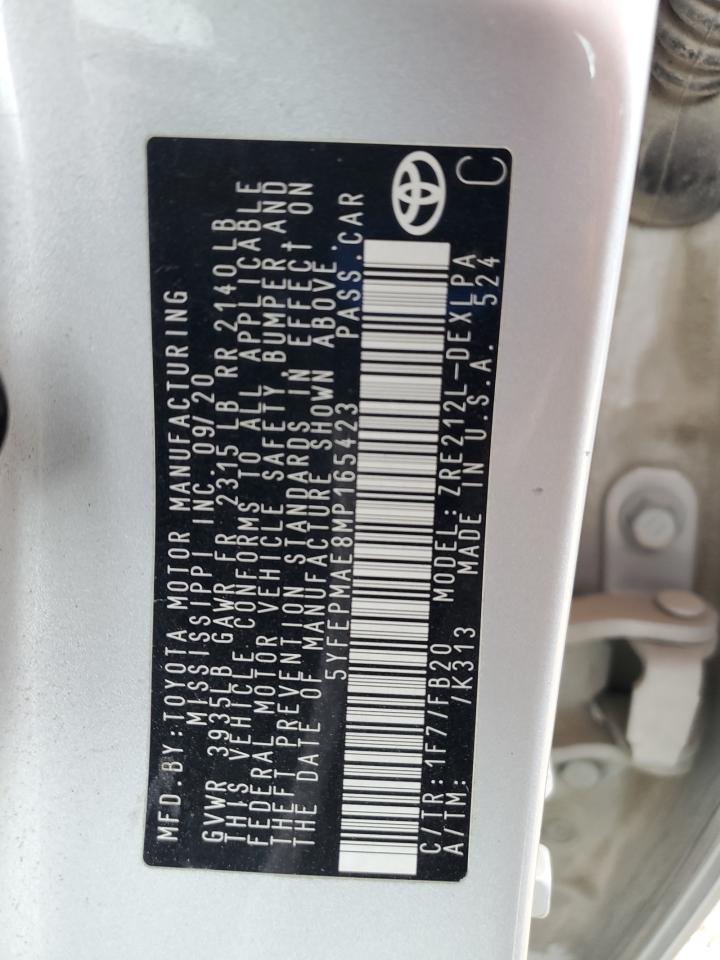 MFD.BY:TOYOTA MOTOR MANUFACTURING
MISSISSIPPI INC. 09/20
GVWR 3935LB GAWR FR 2315 LB RR 2140LB
THIS VEHICLE CONFORMS TO ALL APPLICABLE
FEDERAL MOTOR VEHICLE SAFETY, BUMPER AND
THEFT PREVENTION STANDARDS IN EFFECT ON
THE DATE OF MANUFACTURE SHOWN ABOVE.
5YFEPMAE8MP165423 PASS.CAR
C/TR: 1F7/FB20 MODEL: ZRE212L-DEXLPA
A/TM: /K313 MADE IN U.S.A. 524
C